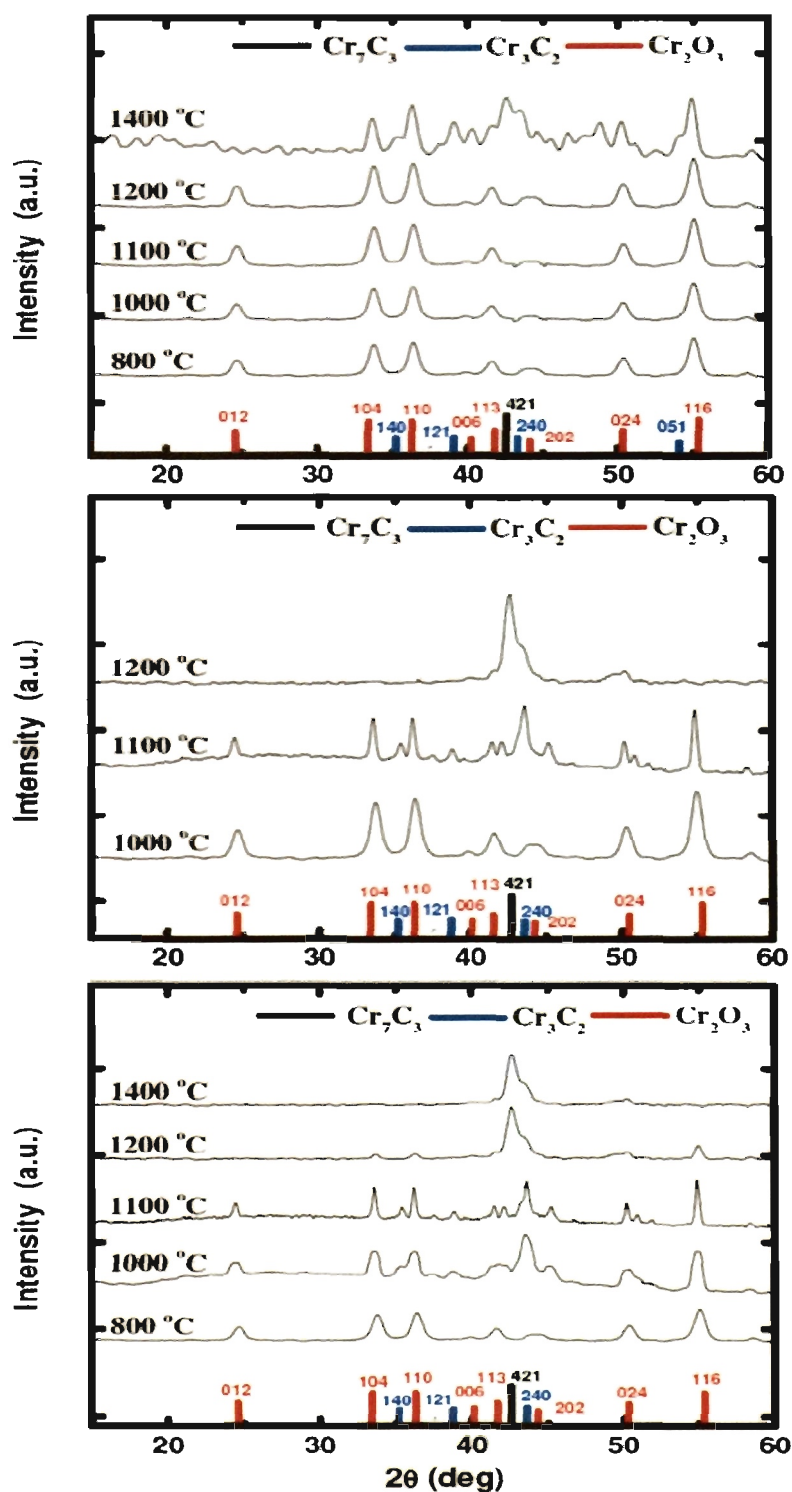 Cr₇C₃ Cr₃C₂ Cr₂O₃
Intensity (a.u.)
1400 °C
1200 °C
1100 °C
1000 °C
800 °C
012 104 140 110 121 006 113 421 240 202 024 051 116
20 30 40 50 60
Cr₇C₃ Cr₃C₂ Cr₂O₃
Intensity (a.u.)
1200 °C
1100 °C
1000 °C
012 104 140 110 121 006 113 421 240 202 024 116
20 30 40 50 60
Cr₇C₃ Cr₃C₂ Cr₂O₃
Intensity (a.u.)
1400 °C
1200 °C
1100 °C
1000 °C
800 °C
012 104 140 110 121 006 113 421 240 202 024 116
20 30 40 50 60
2θ (deg)